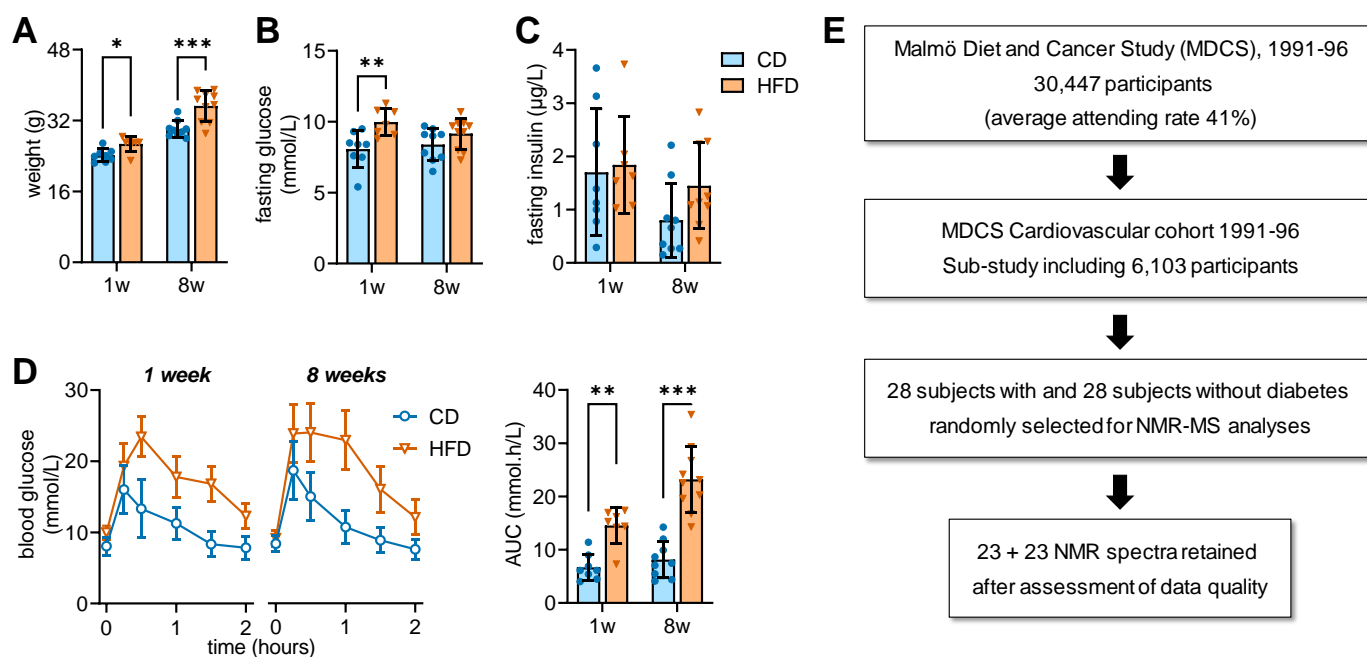 A
weight (g)
48
32
16
0
*
***
1w
8w
B
fasting glucose
(mmol/L)
15
10
5
0
**
1w
8w
C
fasting insulin (µg/L)
4
3
2
1
0
1w
8w
CD
HFD
D
blood glucose
(mmol/L)
30
20
10
0
1 week
8 weeks
CD
HFD
0
1
2
0
1
2
time (hours)
AUC (mmol.h/L)
40
30
20
10
0
**
***
1w
8w
E
Malmö Diet and Cancer Study (MDCS), 1991-96
30,447 participants
(average attending rate 41%)
MDCS Cardiovascular cohort 1991-96
Sub-study including 6,103 participants
28 subjects with and 28 subjects without diabetes
randomly selected for NMR-MS analyses
23 + 23 NMR spectra retained
after assessment of data quality